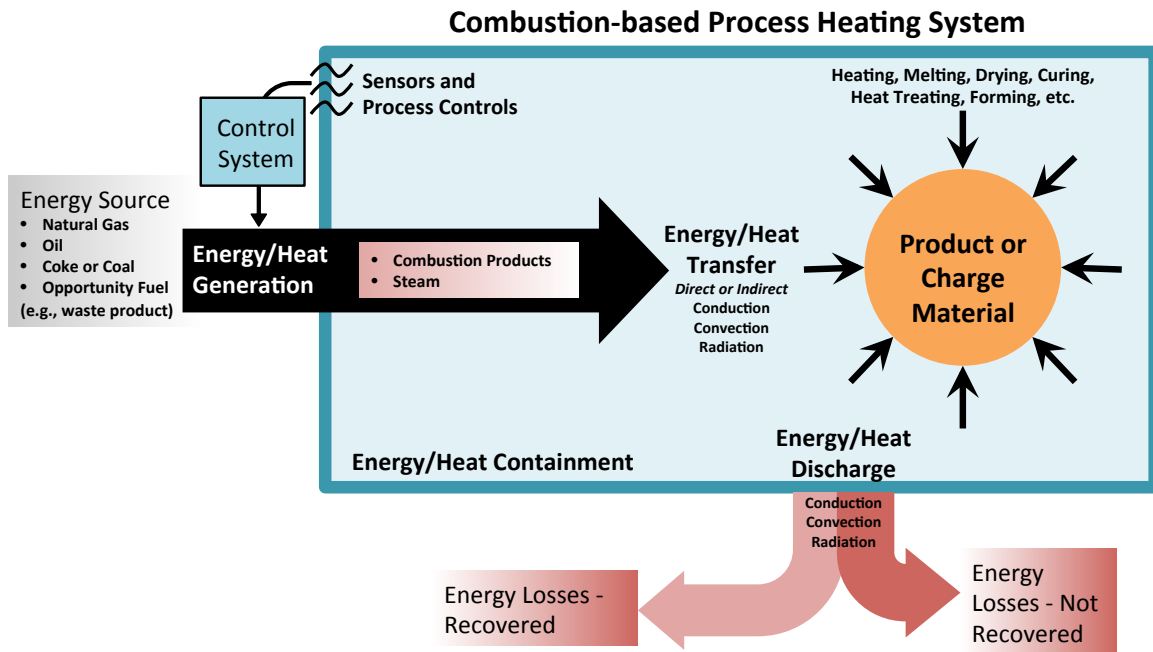 Combustion-based Process Heating System
Sensors and
Process Controls
Heating, Melting, Drying, Curing,
Heat Treating, Forming, etc.
Control
System
Energy Source
• Natural Gas
• Oil
• Coke or Coal
• Opportunity Fuel
(e.g., waste product)
Energy/Heat
Generation
• Combustion Products
• Steam
Energy/Heat
Transfer
Direct or Indirect
Conduction
Convection
Radiation
Product or
Charge
Material
Energy/Heat Containment
Energy/Heat
Discharge
Conduction
Convection
Radiation
Energy Losses -
Recovered
Energy
Losses - Not
Recovered